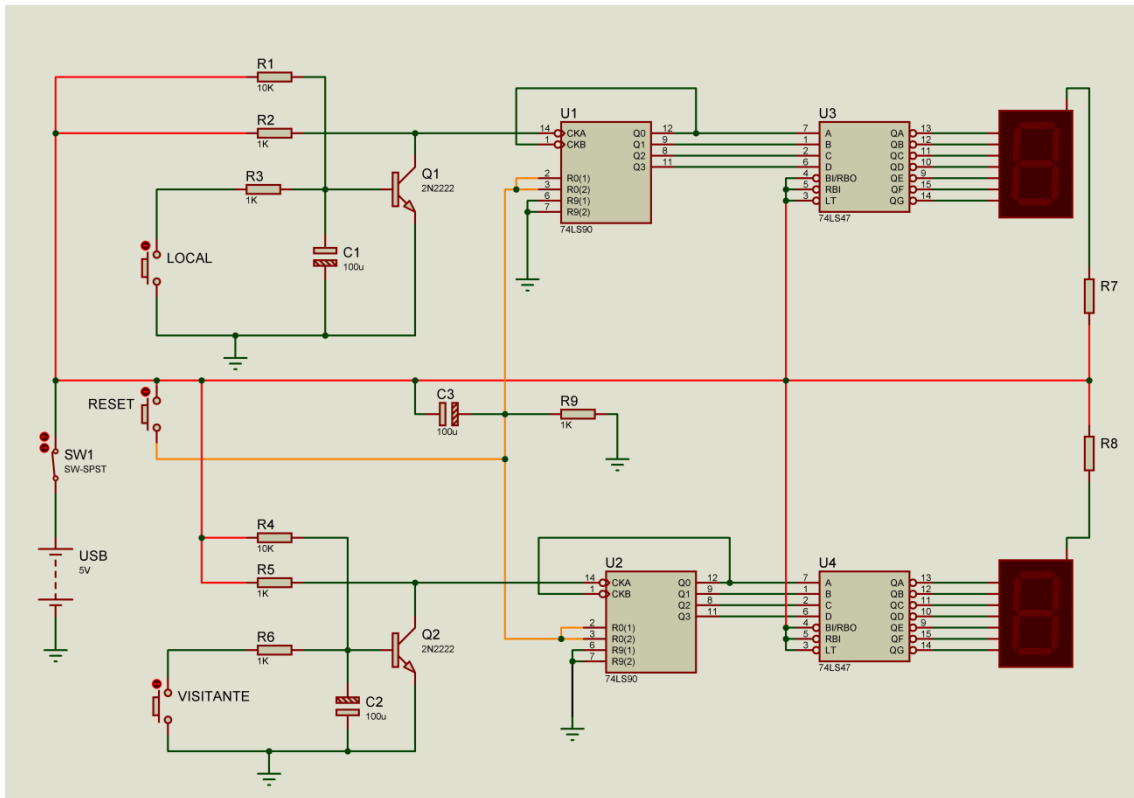 R1
10K
R2
1K
R3
1K
Q1
2N2222
LOCAL
C1
100u
U1
14 CKA Q0 12
1 CKB Q1 9
Q2 8
Q3 11
2 R0(1)
3 R0(2)
6 R9(1)
7 R9(2)
74LS90
U3
7 A QA 13
1 B QB 12
2 C QC 11
6 D QD 10
4 BI/RBO QE 9
5 RBI QF 15
3 LT QG 14
74LS47
R7
RESET
C3
100u
R9
1K
SW1
SW-SPST
R8
USB
5V
R4
10K
R5
1K
R6
1K
Q2
2N2222
VISITANTE
C2
100u
U2
14 CKA Q0 12
1 CKB Q1 9
Q2 8
Q3 11
2 R0(1)
3 R0(2)
6 R9(1)
7 R9(2)
74LS90
U4
7 A QA 13
1 B QB 12
2 C QC 11
6 D QD 10
4 BI/RBO QE 9
5 RBI QF 15
3 LT QG 14
74LS47